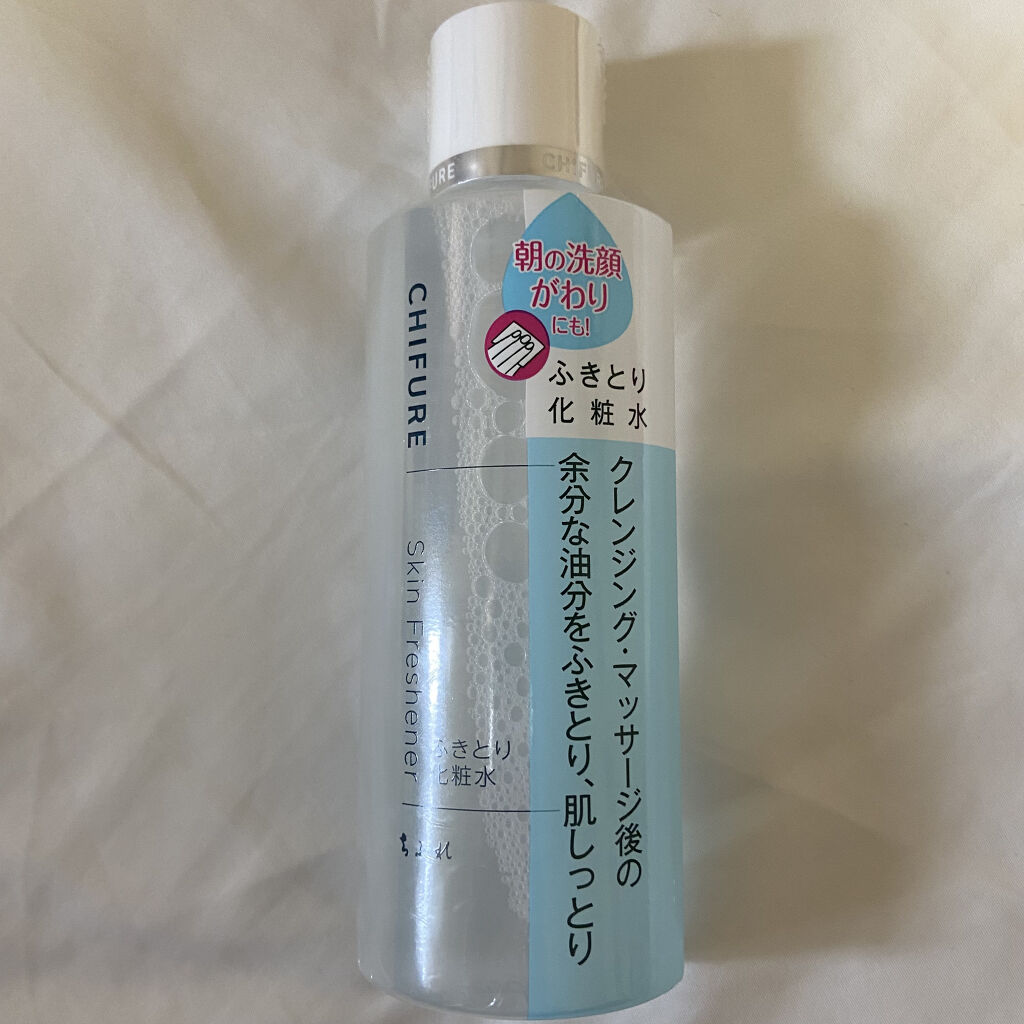 FURE CHIF
朝の洗顔
がわり
にも!
ふきとり
化粧水
クレンジング・マッサージ後の
余分な油分をふきとり、肌しっとり
CHIFURE
Skin Freshener
ふきとり
化粧水
ちふれ